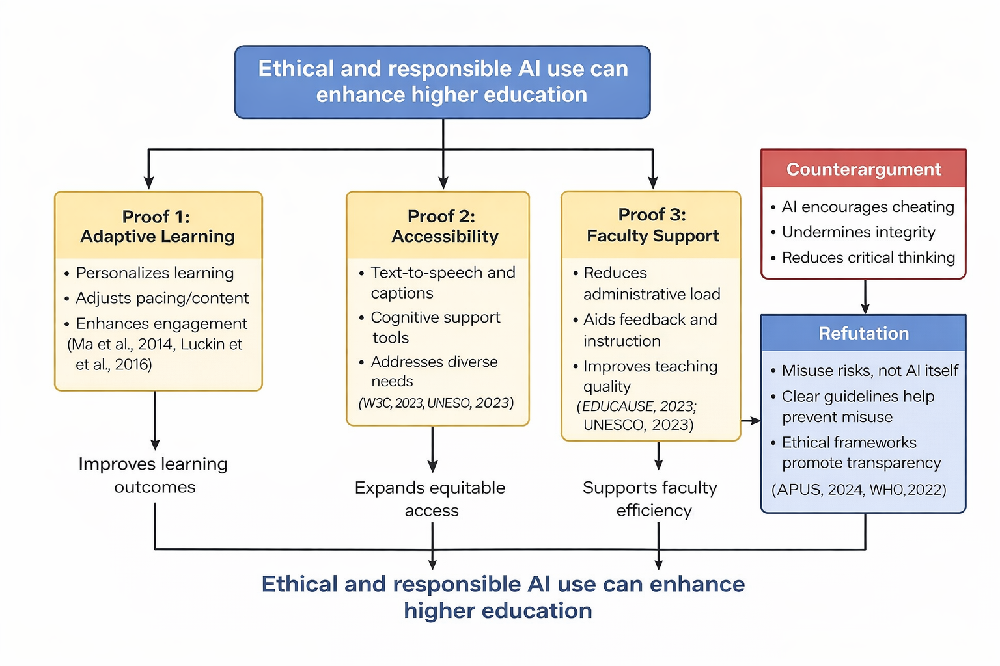 Ethical and responsible AI use can
enhance higher education
Proof 1:
Adaptive Learning
• Personalizes learning
• Adjusts pacing/content
• Enhances engagement
(Ma et al., 2014, Luckin et
et al., 2016)
Improves learning
outcomes
Proof 2:
Accessibility
• Text-to-speech and
captions
• Cognitive support
tools
• Addresses diverse
needs
(W3C, 2023, UNESO, 2023)
Expands equitable
access
Proof 3:
Faculty Support
• Reduces
administrative load
• Aids feedback and
instruction
• Improves teaching
quality
(EDUCAUSE, 2023;
UNESCO, 2023)
Supports faculty
efficiency
Counterargument
• AI encourages cheating
• Undermines integrity
• Reduces critical thinking
Refutation
• Misuse risks, not AI itself
• Clear guidelines help
prevent misuse
• Ethical frameworks
promote transparency
(APUS, 2024, WHO, 2022)
Ethical and responsible AI use can enhance
higher education